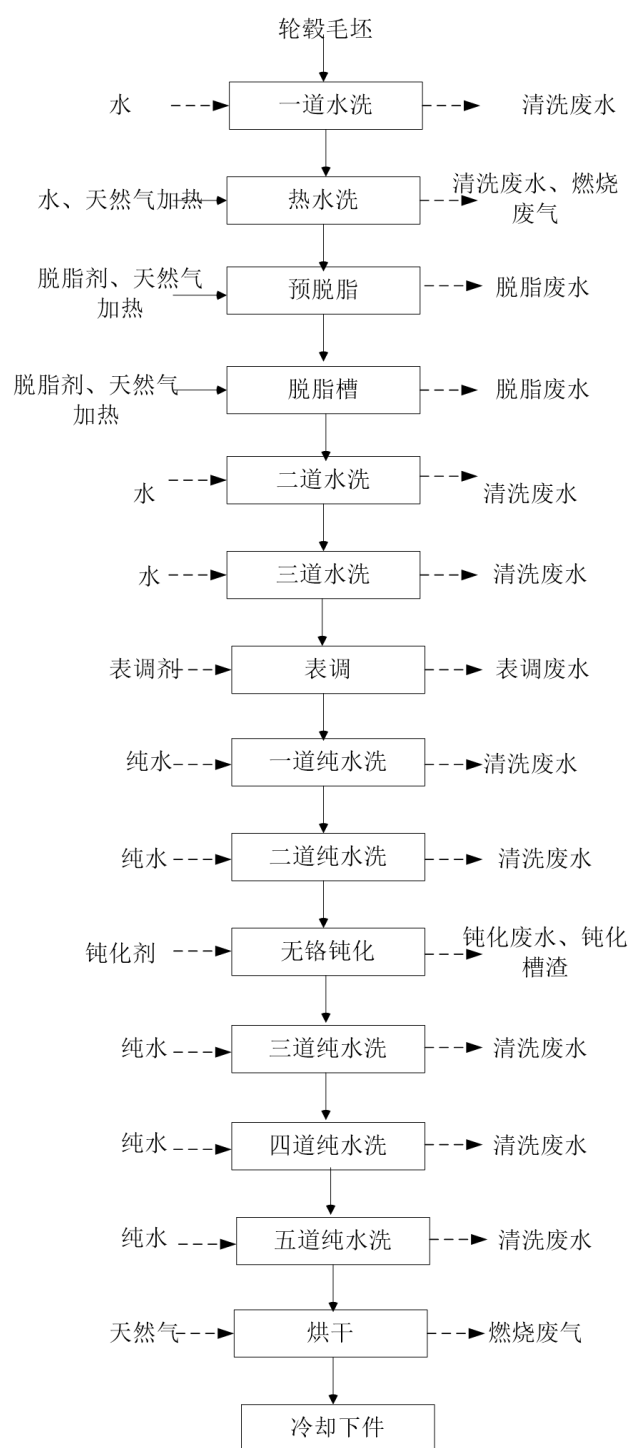 轮毂毛坯
水
一道水洗
清洗废水
水、天然气加热
热水洗
清洗废水、燃烧
废气
脱脂剂、天然气
加热
预脱脂
脱脂废水
脱脂剂、天然气
加热
脱脂槽
脱脂废水
水
二道水洗
清洗废水
水
三道水洗
清洗废水
表调剂
表调
表调废水
纯水
一道纯水洗
清洗废水
纯水
二道纯水洗
清洗废水
钝化剂
无铬钝化
钝化废水、钝化
槽渣
纯水
三道纯水洗
清洗废水
纯水
四道纯水洗
清洗废水
纯水
五道纯水洗
清洗废水
天然气
烘干
燃烧废气
冷却下件